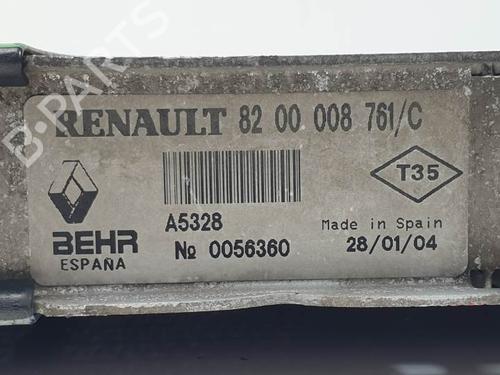 B-PARTS
RENAULT 82 00 008 761/C
T35
A5328
Made in Spain
BEHR
ESPAÑA
№ 0056360
28/01/04